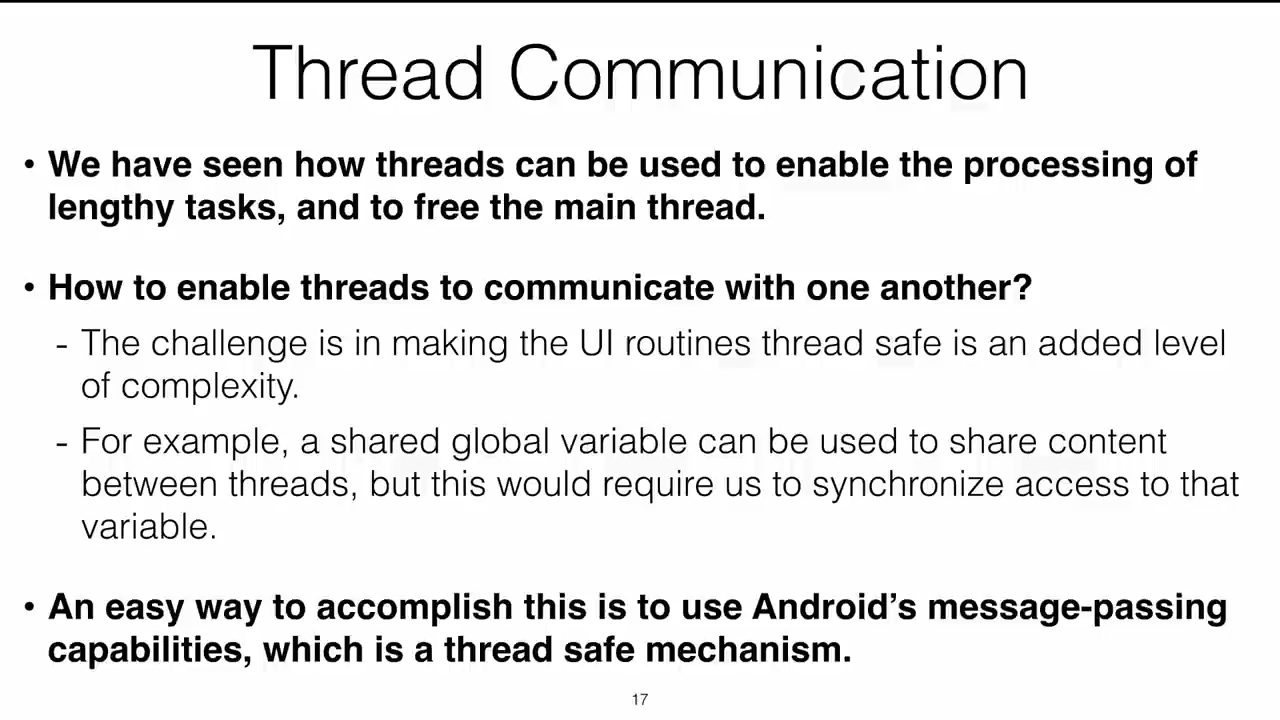 Thread Communication
• We have seen how threads can be used to enable the processing of
lengthy tasks, and to free the main thread.
• How to enable threads to communicate with one another?
- The challenge is in making the UI routines thread safe is an added level
of complexity.
- For example, a shared global variable can be used to share content
between threads, but this would require us to synchronize access to that
variable.
• An easy way to accomplish this is to use Android’s message-passing
capabilities, which is a thread safe mechanism.
17